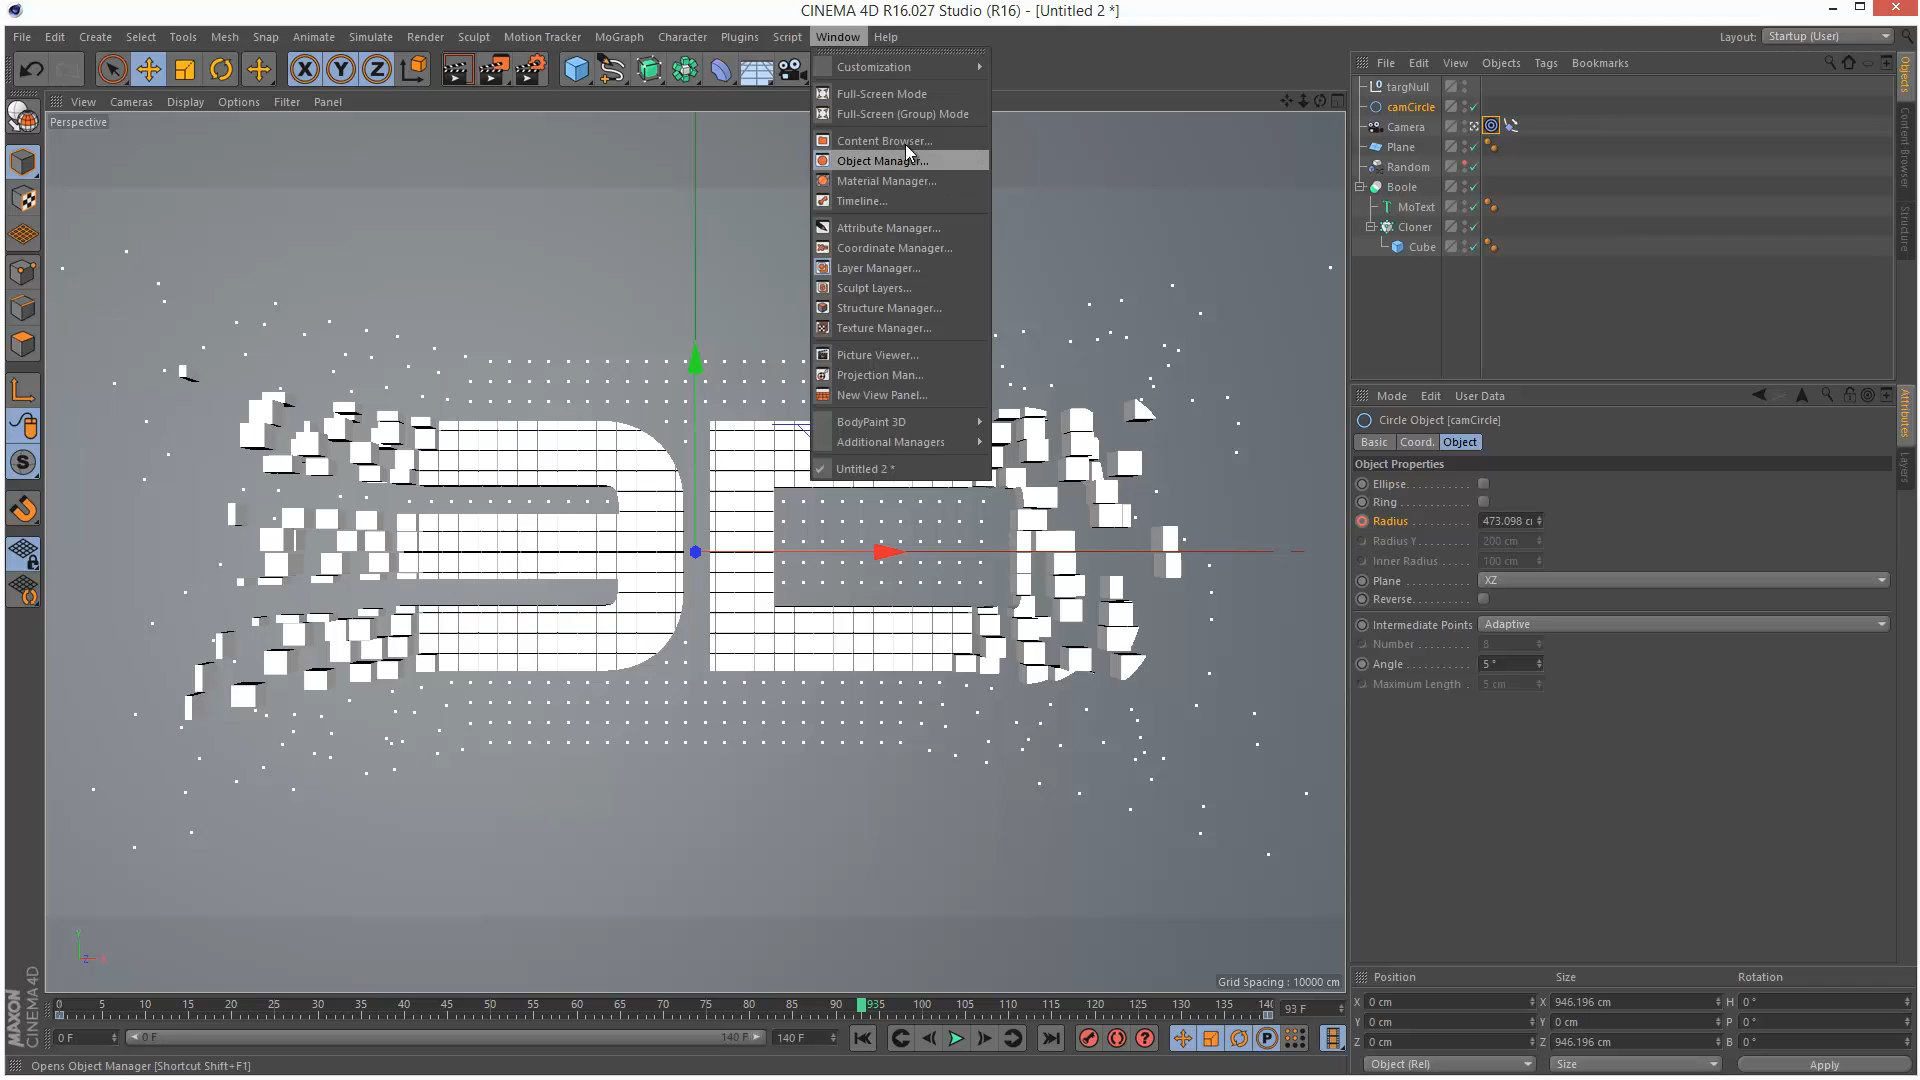 CINEMA 4D R16.027 Studio (R16) - [Untitled 2 *]
File Edit Create Select Tools Mesh Snap Animate Simulate Render Sculpt Motion Tracker MoGraph Character Plugins Script Window Help
Layout: Startup (User)
X Y Z
View Cameras Display Options Filter Panel
Perspective
Customization
Full-Screen Mode
Full-Screen (Group) Mode
Content Browser...
Object Manager...
Material Manager...
Timeline...
Attribute Manager...
Coordinate Manager...
Layer Manager...
Sculpt Layers...
Structure Manager...
Texture Manager...
Picture Viewer...
Projection Man...
New View Panel...
BodyPaint 3D
Additional Managers
Untitled 2 *
File Edit View Objects Tags Bookmarks
targNull
camCircle
Camera
Plane
Random
Boole
MoText
Cloner
Cube
Objects
Content Browser
Structure
Mode Edit User Data
Circle Object [camCircle]
Basic Coord. Object
Object Properties
Ellipse
Ring
Radius 473.098 c
Radius Y 200 cm
Inner Radius 100 cm
Plane XZ
Reverse
Intermediate Points Adaptive
Number 8
Angle 5 °
Maximum Length 5 cm
Attributes
Layers
Y
Z X
Grid Spacing : 10000 cm
0 5 10 15 20 25 30 35 40 45 50 55 60 65 70 75 80 85 90 935 100 105 110 115 120 125 130 135 140
93 F
0 F 0 F 140 F 140 F
Position Size Rotation
X 0 cm X 946.196 cm H 0 °
Y 0 cm Y 0 cm P 0 °
Z 0 cm Z 946.196 cm B 0 °
Object (Rel) Size Apply
MAXON
CINEMA 4D
Opens Object Manager [Shortcut Shift+F1]